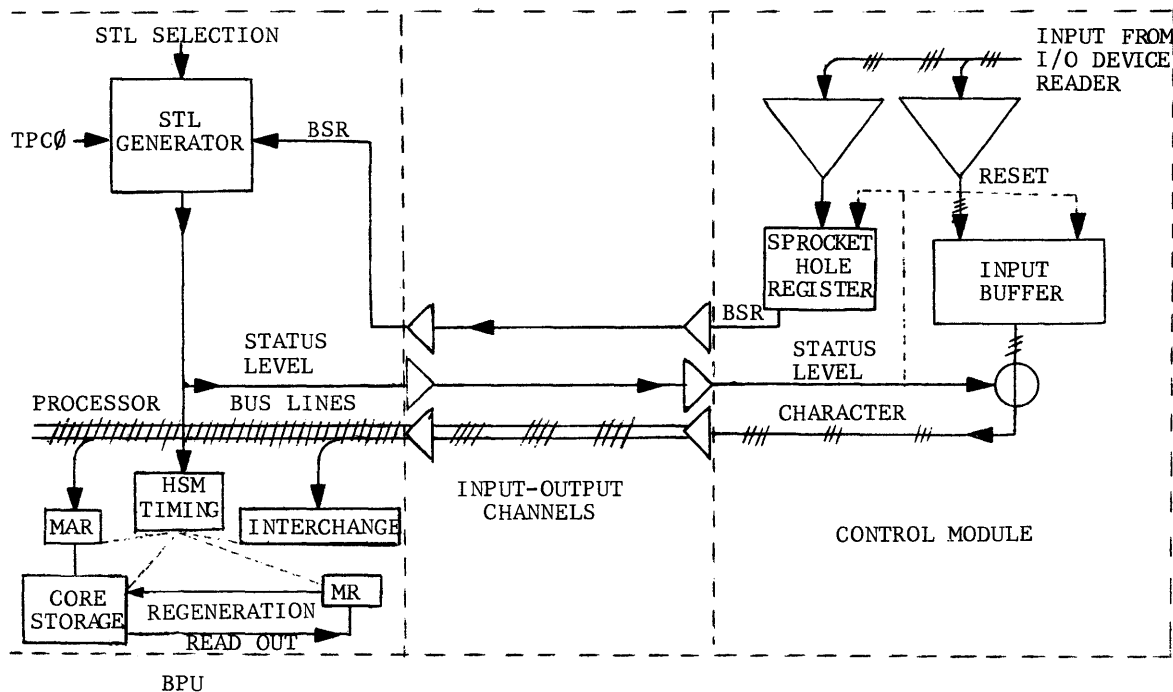 STL SELECTION
STL
GENERATOR
TPCØ
BSR
INPUT FROM
I/O DEVICE
READER
RESET
SPROCKET
HOLE
REGISTER
INPUT
BUFFER
BSR
STATUS
LEVEL
STATUS
LEVEL
PROCESSOR
BUS LINES
CHARACTER
HSM
TIMING
MAR
INTERCHANGE
INPUT-OUTPUT
CHANNELS
CONTROL MODULE
CORE
STORAGE
REGENERATION
MR
READ OUT
BPU